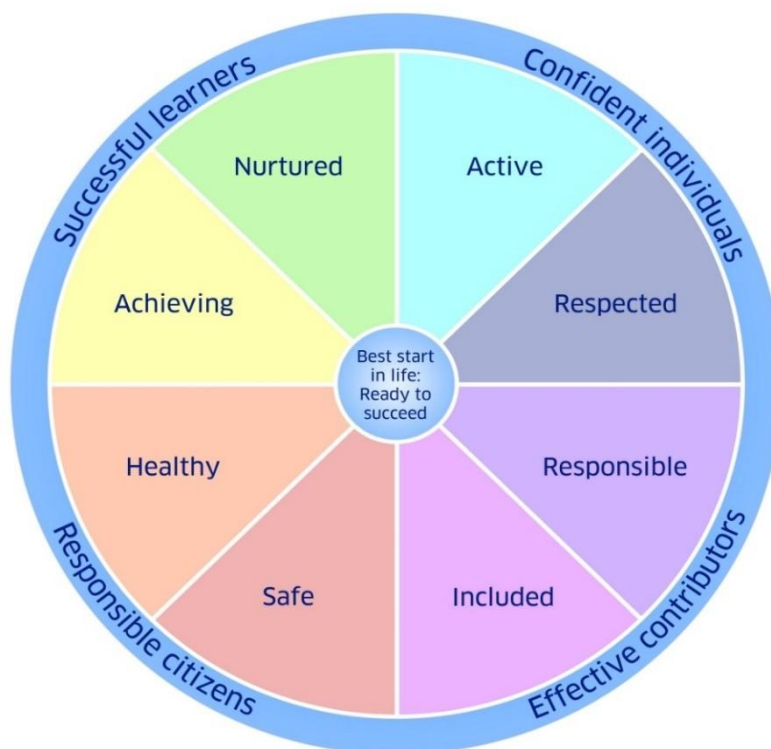 Successful learners
Confident individuals
Nurtured
Active
Achieving
Respected
Best start
in life:
Ready to
succeed
Healthy
Responsible
Safe
Included
Responsible citizens
Effective contributors